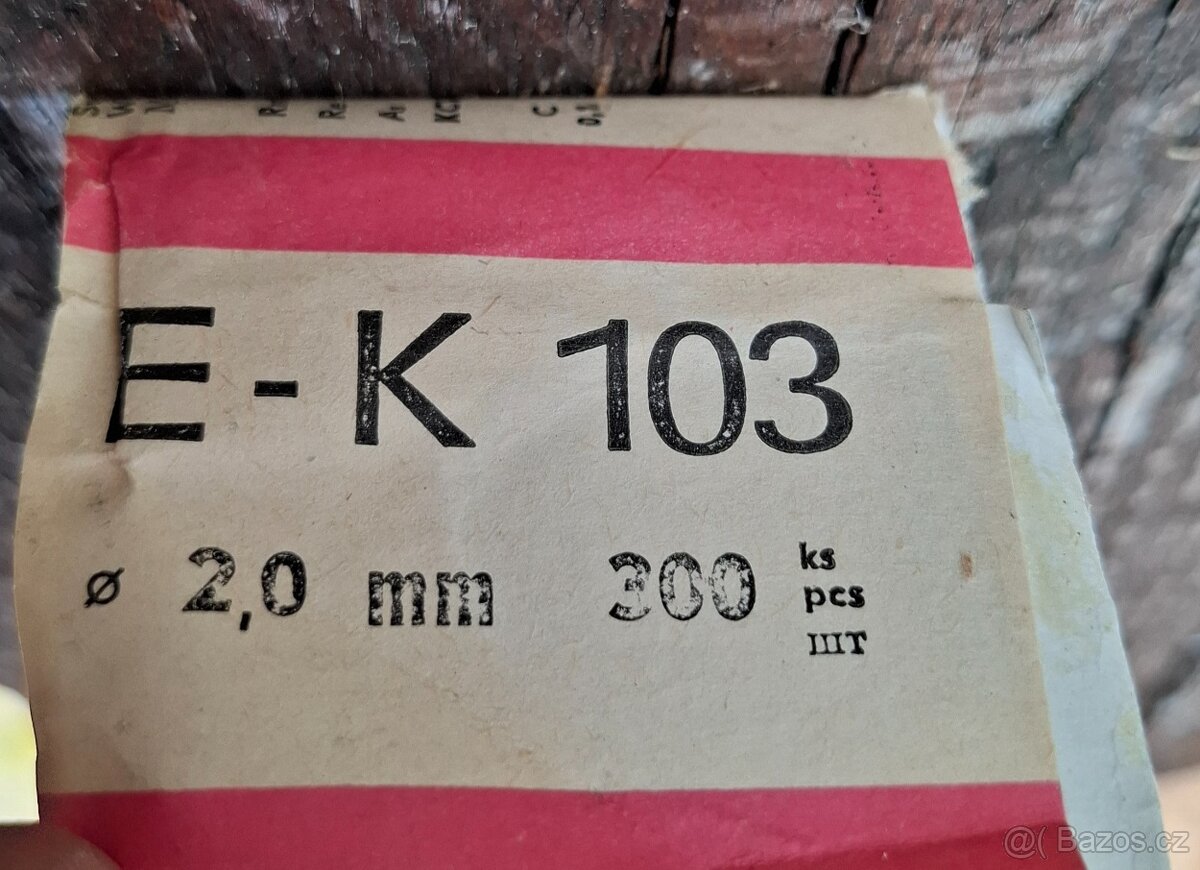 E - K 103
ø 2,0 mm 300 ks
pcs
шт
@( Bazos.cz